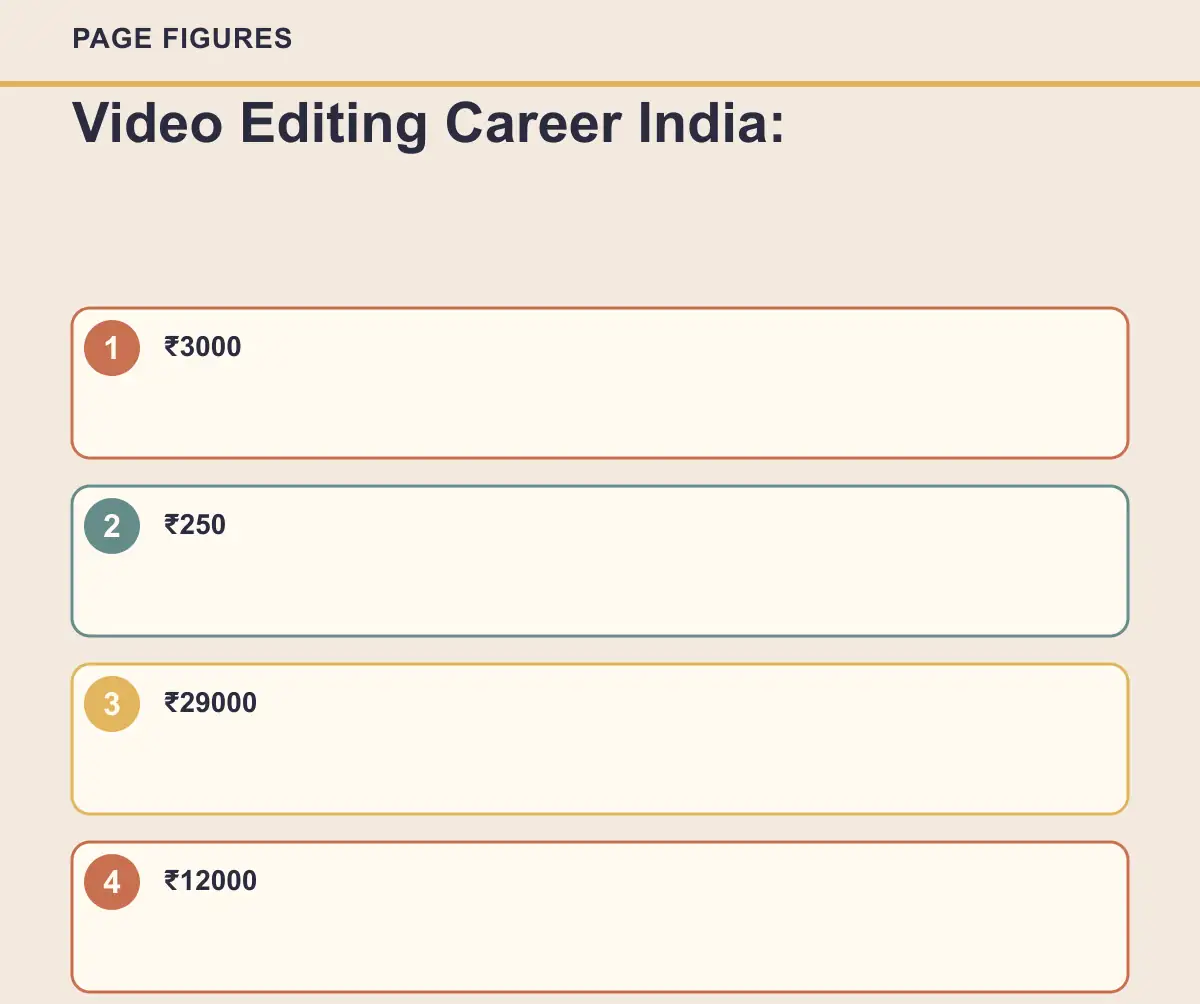 PAGE FIGURES
Video Editing Career India:
1 ₹3000
2 ₹250
3 ₹29000
4 ₹12000